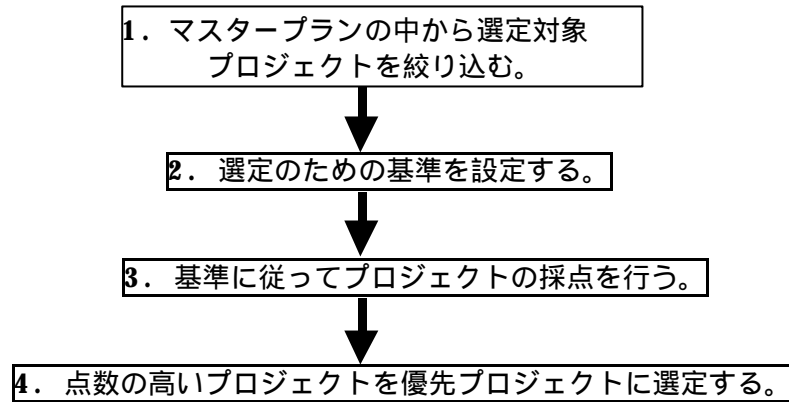 1. マスタープランの中から選定対象
プロジェクトを絞り込む。
2. 選定のための基準を設定する。
3. 基準に従ってプロジェクトの採点を行う。
4. 点数の高いプロジェクトを優先プロジェクトに選定する。